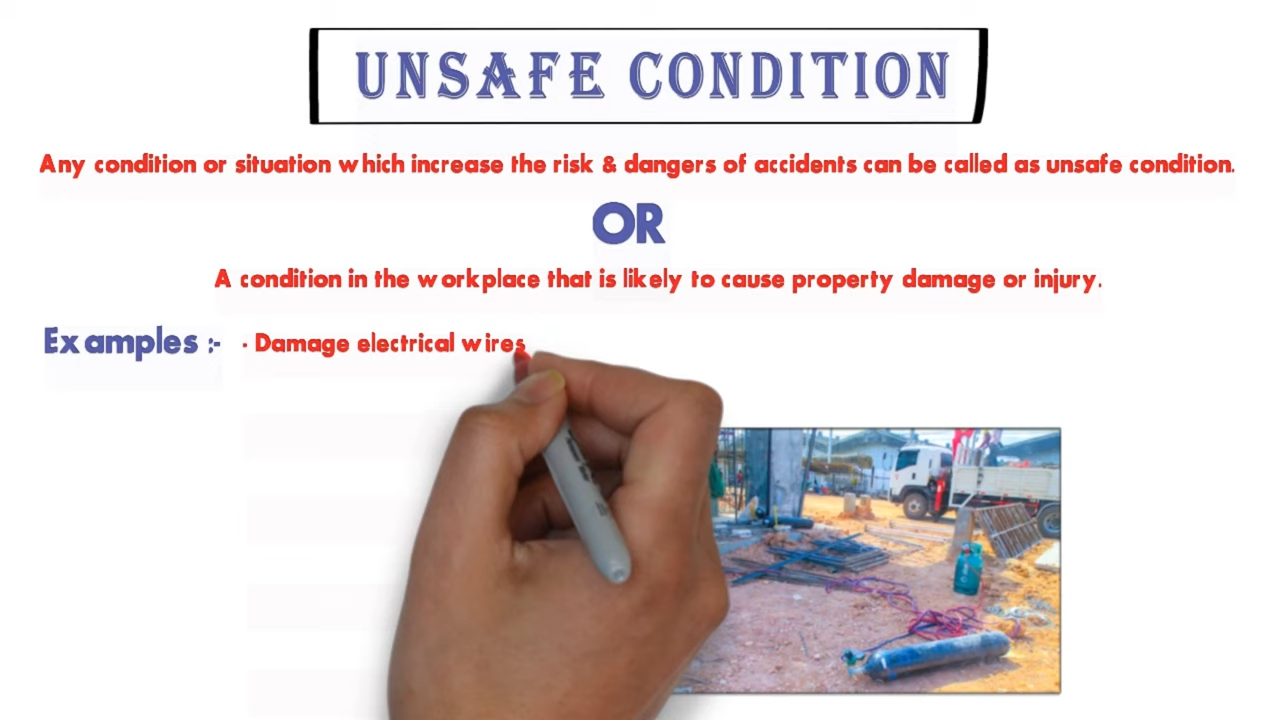 UNSAFE CONDITION
Any condition or situation which increase the risk & dangers of accidents can be called as unsafe condition.
OR
A condition in the workplace that is likely to cause property damage or injury.
Examples :- • Damage electrical wires